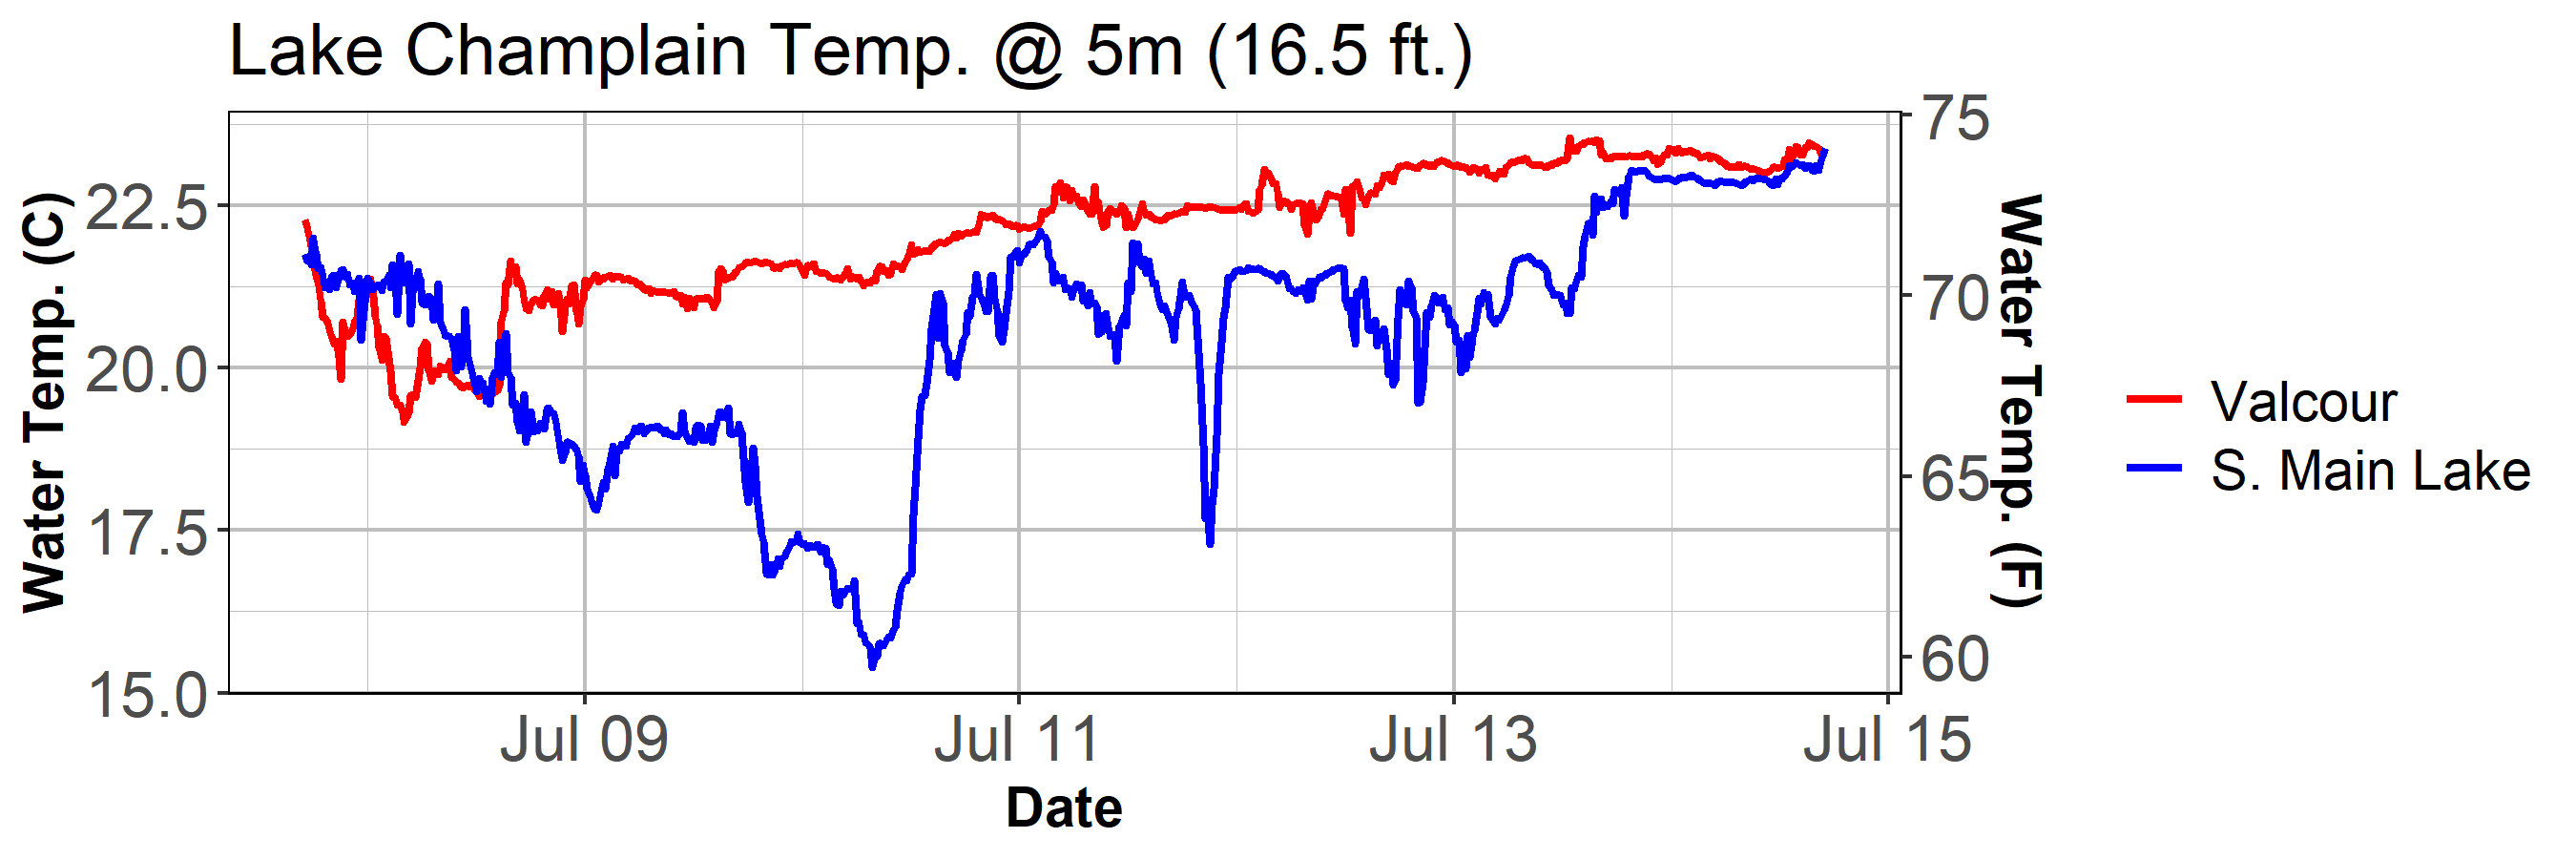 Lake Champlain Temp. @ 5m (16.5 ft.)
Water Temp. (C)
22.5
20.0
17.5
15.0
75
70
65
60
Water Temp. (F)
Jul 09
Jul 11
Jul 13
Jul 15
Date
Valcour
S. Main Lake